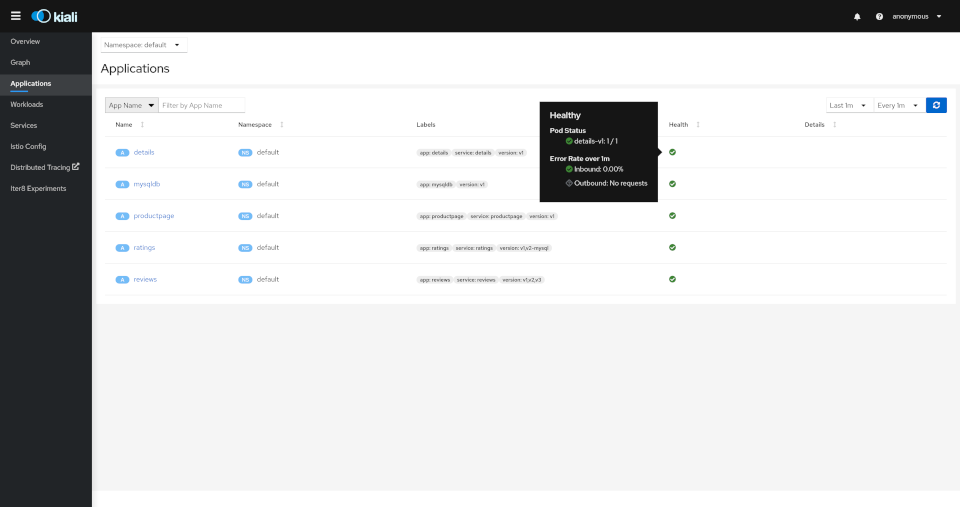 kiali
anonymous
Overview
Graph
Applications
Workloads
Services
Istio Config
Distributed Tracing
Iter8 Experiments
Namespace: default
Applications
App Name Filter by App Name Last 1m Every 1m
Name Namespace Labels Health Details
A details NS default app: details service: details version: v1
A mysqldb NS default app: mysqldb version: v1
A productpage NS default app: productpage service: productpage version: v1
A ratings NS default app: ratings service: ratings version: v1,v2-mysql
A reviews NS default app: reviews service: reviews version: v1,v2,v3
Healthy
Pod Status
details-v1: 1 / 1
Error Rate over 1m
Inbound: 0.00%
Outbound: No requests